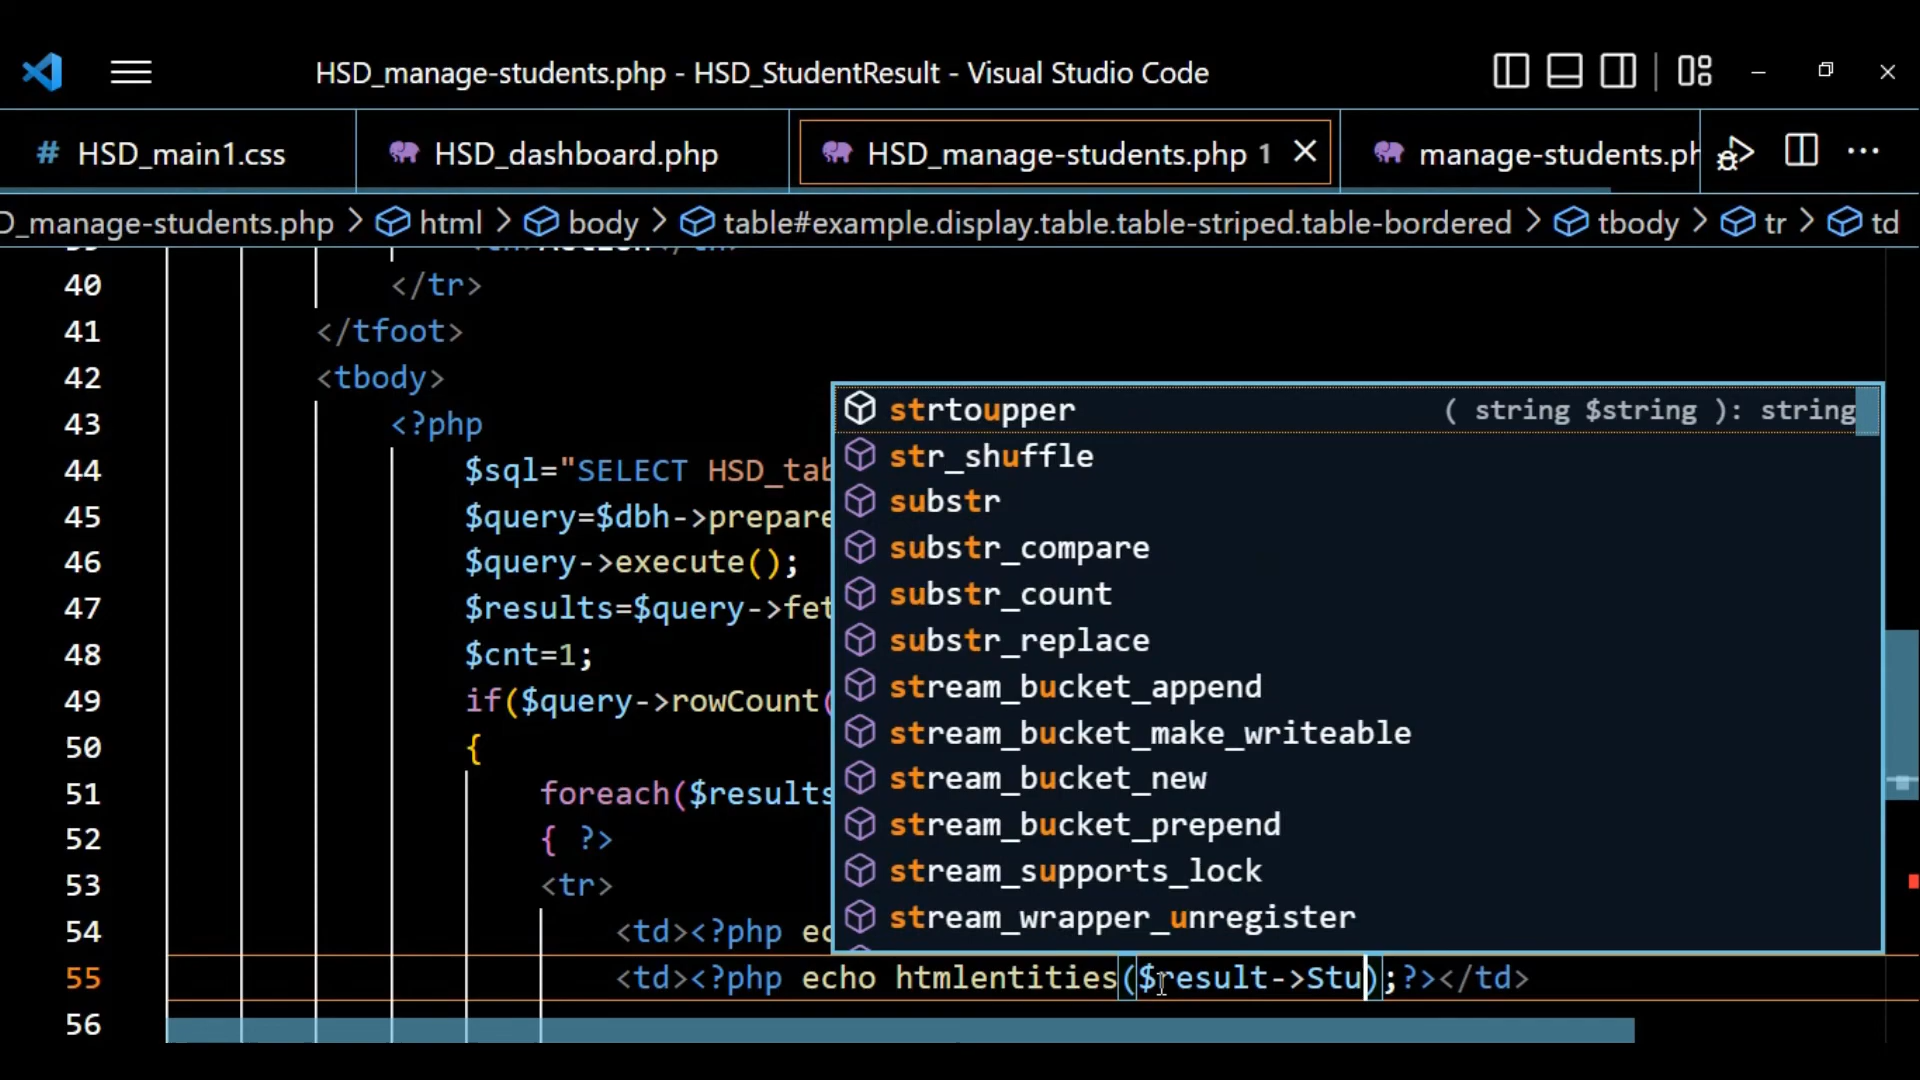 HSD_manage-students.php - HSD_StudentResult - Visual Studio Code
# HSD_main1.css HSD_dashboard.php HSD_manage-students.php 1 manage-students.ph
D_manage-students.php > html > body > table#example.display.table.table-striped.table-bordered > tbody > tr > td
40 </tr>
41 </tfoot>
42 <tbody>
43 <?php
44 $sql="SELECT HSD_tab
45 $query=$dbh->prepare
46 $query->execute();
47 $results=$query->fet
48 $cnt=1;
49 if($query->rowCount(
50 {
51 foreach($results
52 { ?>
53 <tr>
54 <td><?php ec
55 <td><?php echo htmlentities($result->Stu);?></td>
56
strtoupper ( string $string ): string
str_shuffle
substr
substr_compare
substr_count
substr_replace
stream_bucket_append
stream_bucket_make_writeable
stream_bucket_new
stream_bucket_prepend
stream_supports_lock
stream_wrapper_unregister